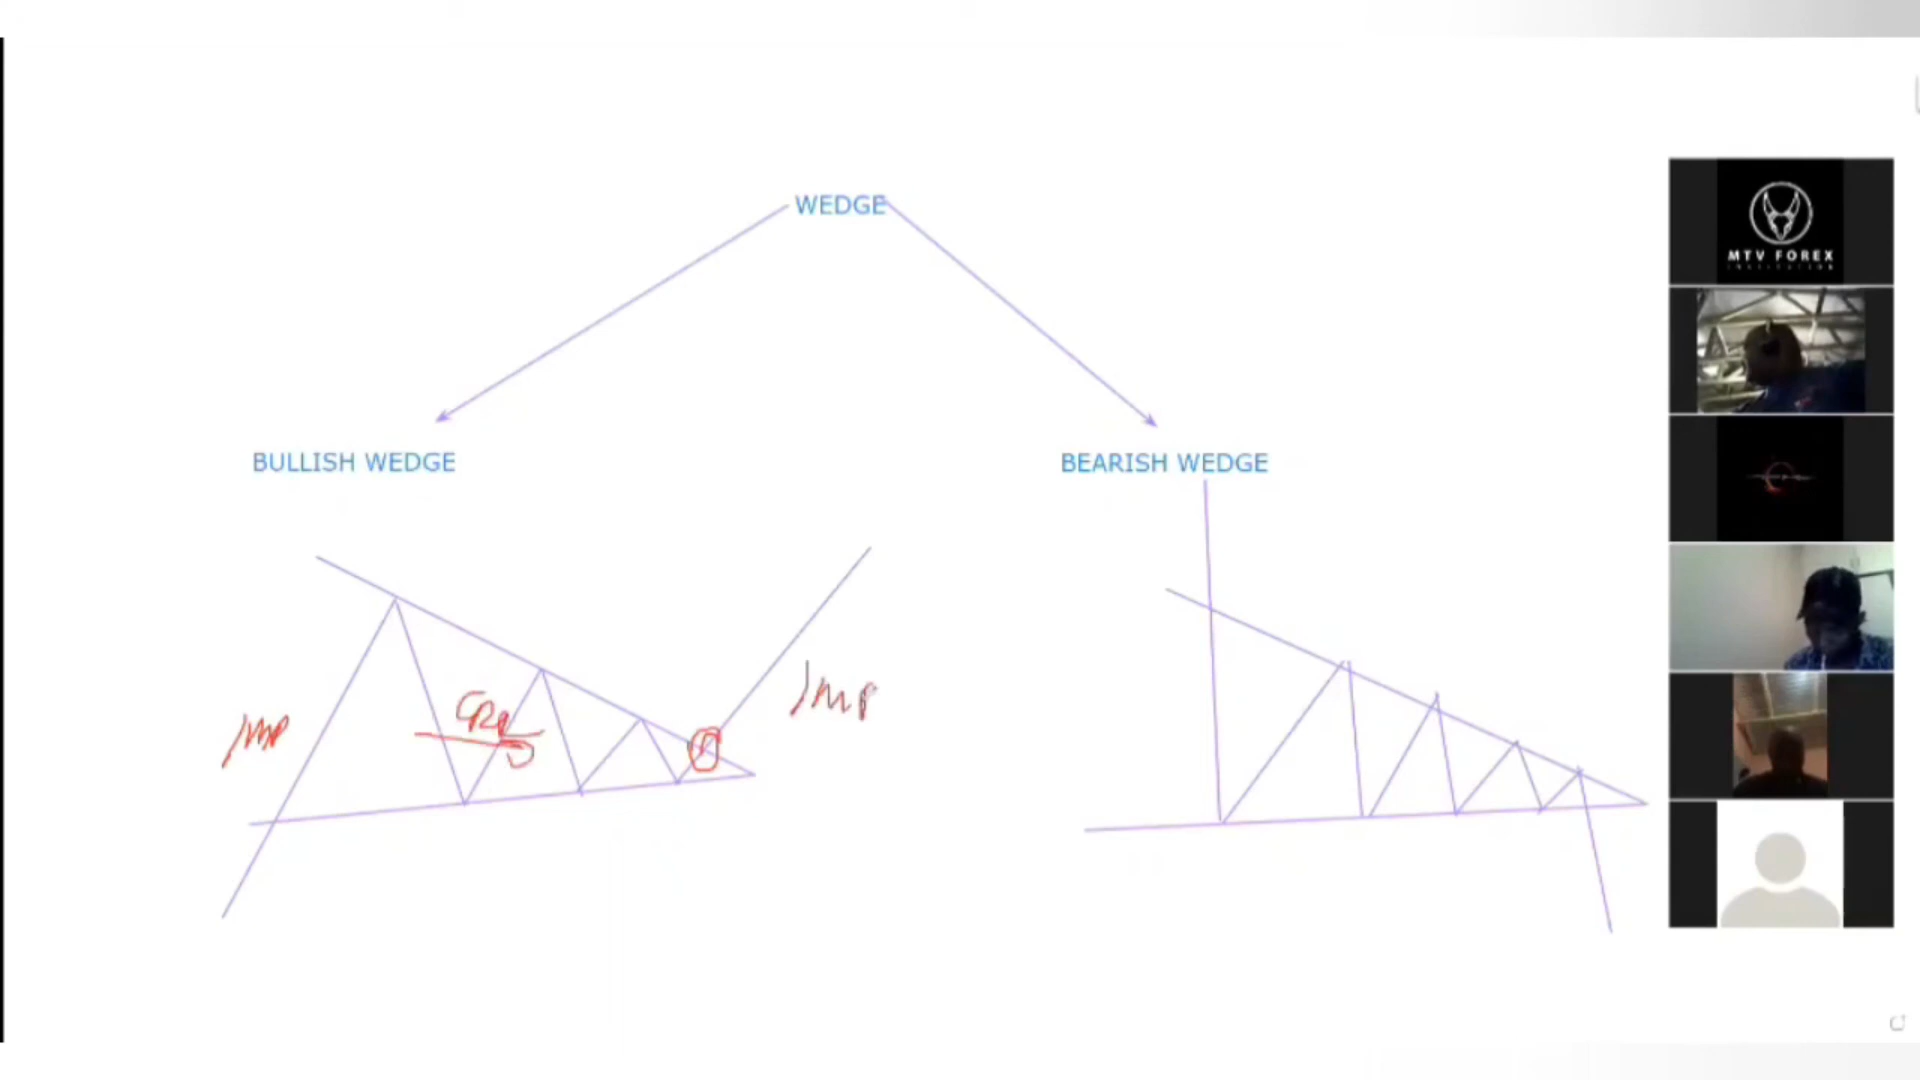 WEDGE
BULLISH WEDGE
BEARISH WEDGE
IMP
IMP
MTV FOREX